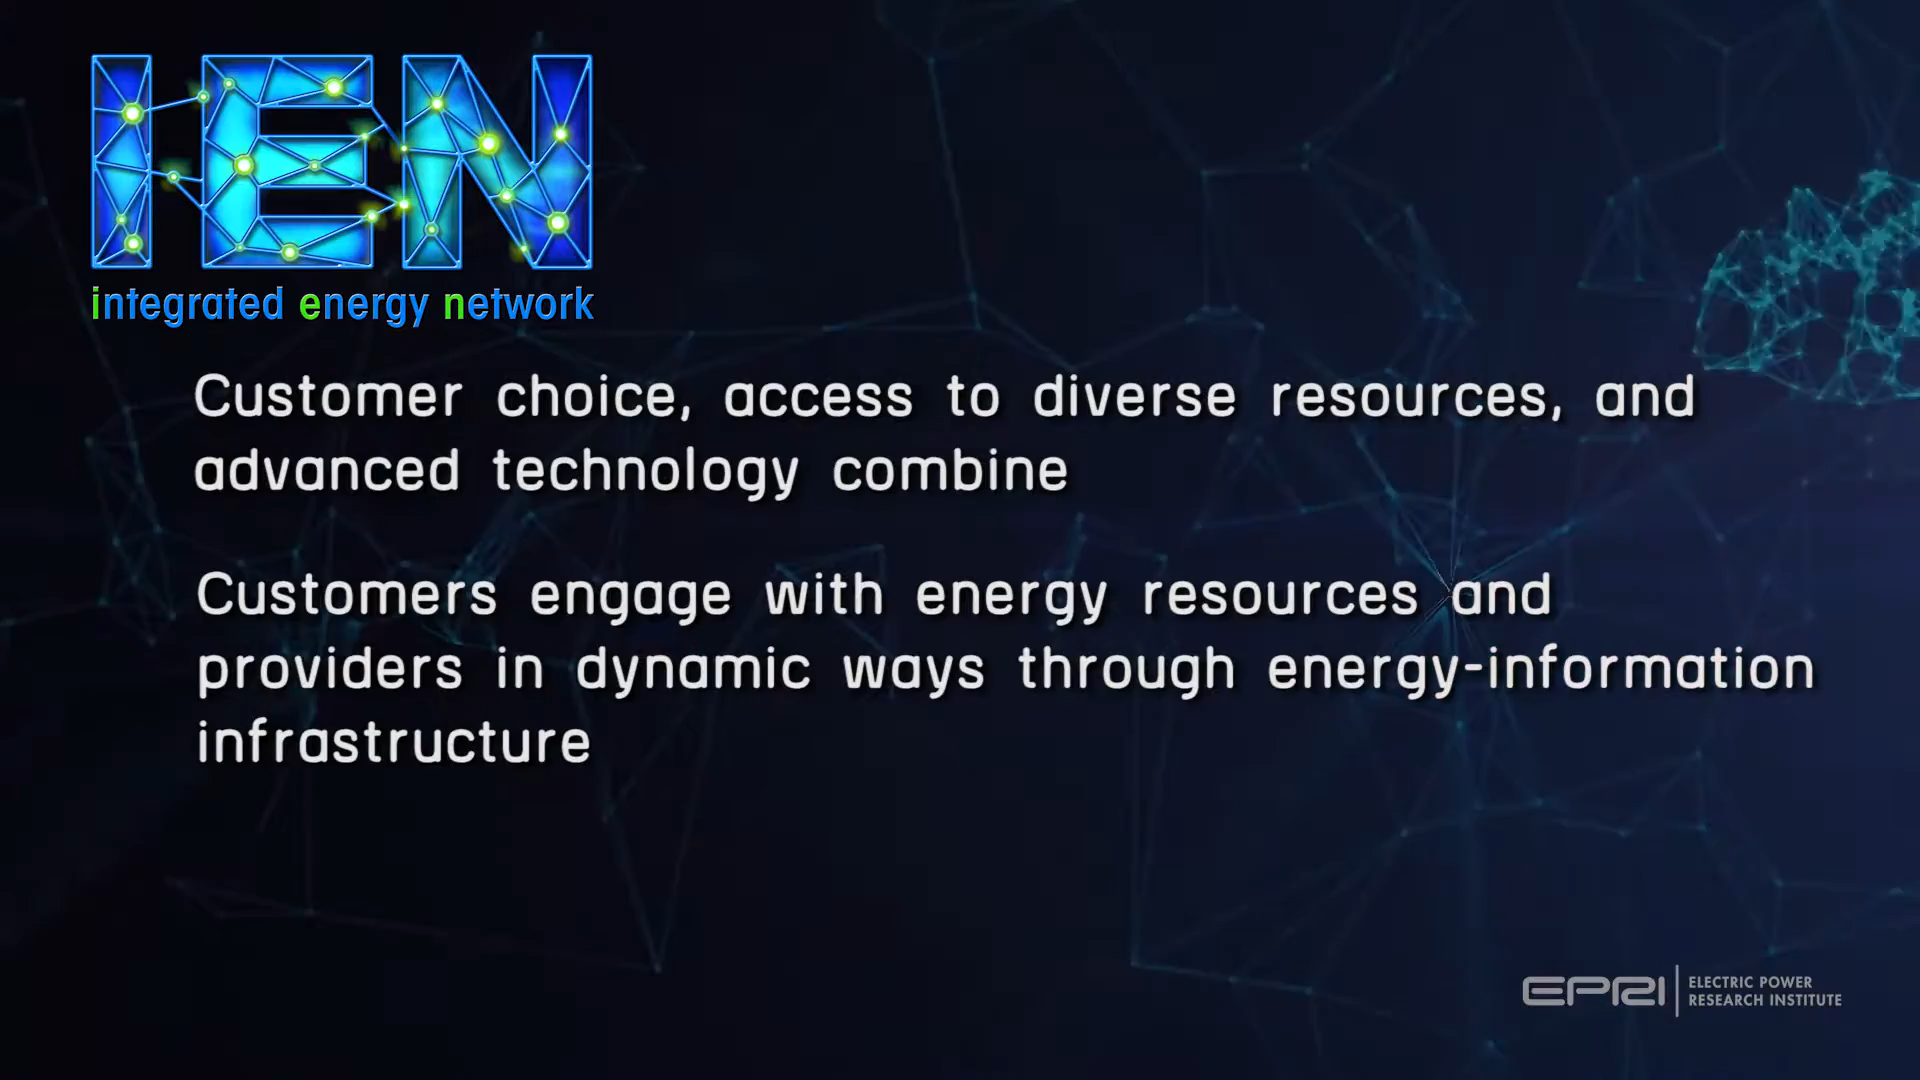 IEN
integrated energy network
Customer choice, access to diverse resources, and
advanced technology combine
Customers engage with energy resources and
providers in dynamic ways through energy-information
infrastructure
EPRI
ELECTRIC POWER
RESEARCH INSTITUTE